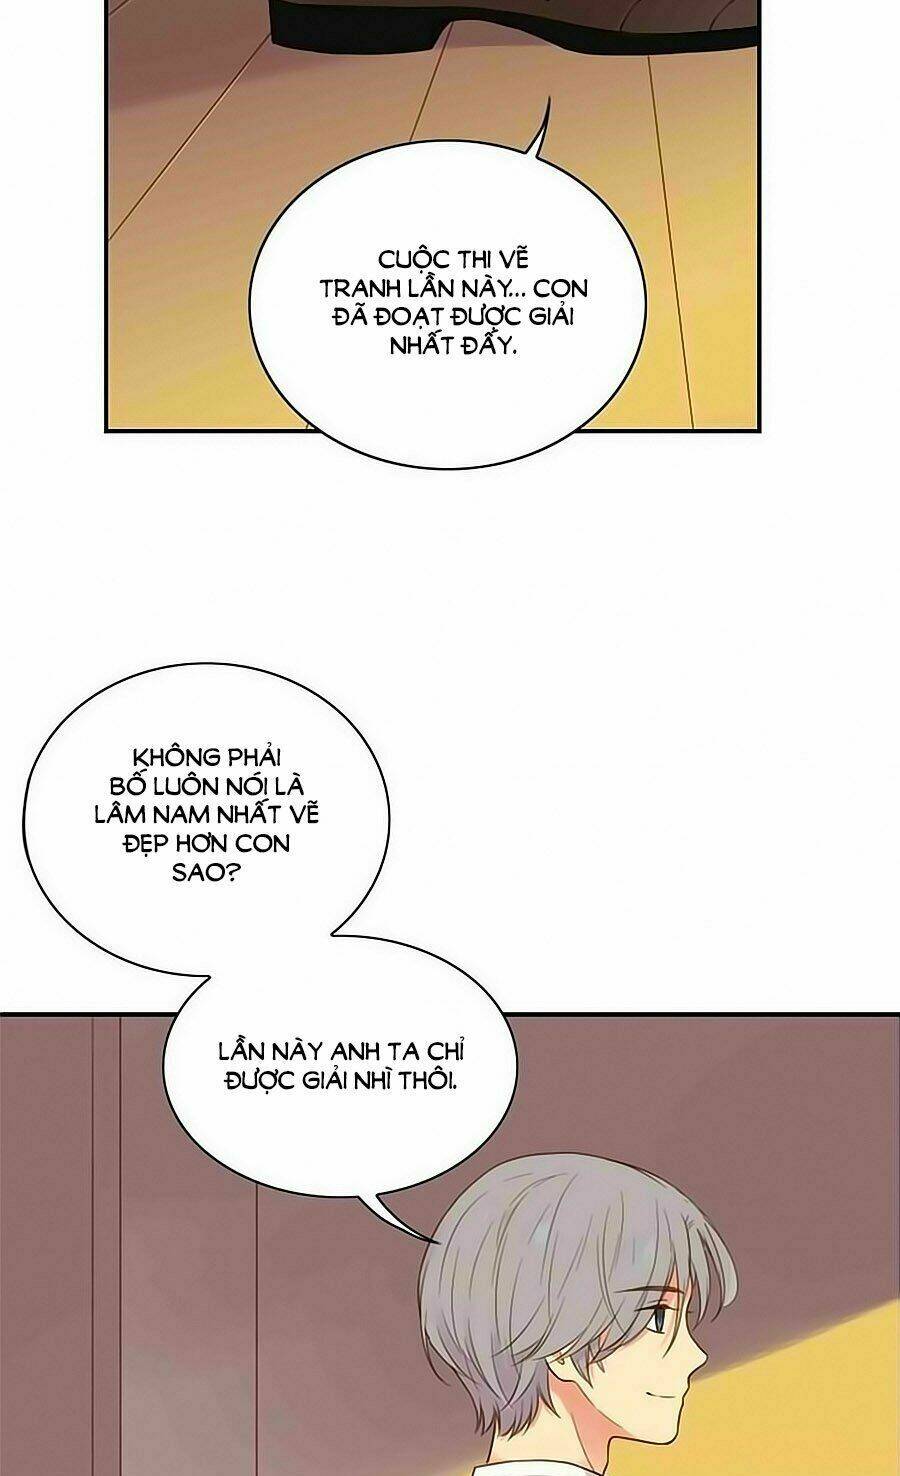 CUỘC THI VẼ
TRANH LẦN NÀY... CON
ĐÃ ĐOẠT ĐƯỢC GIẢI
NHẤT ĐẤY.
KHÔNG PHẢI
BỐ LUÔN NÓI LÀ
LÂM NAM NHẤT VẼ
ĐẸP HƠN CON
SAO?
LẦN NÀY ANH TA CHỈ
ĐƯỢC GIẢI NHÌ THÔI.